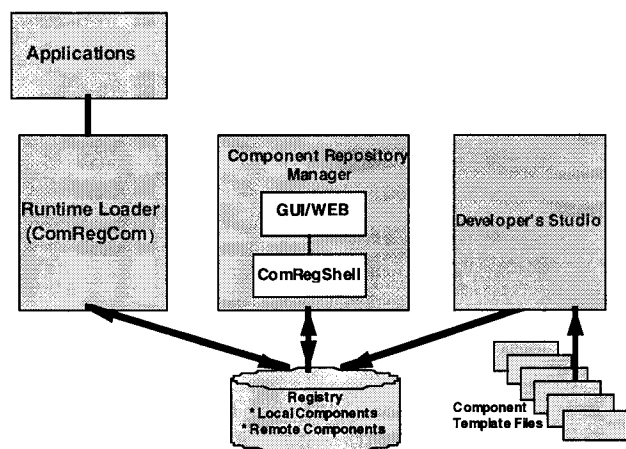 Applications
Runtime Loader
(ComRegCom)
Component Repository
Manager
GUI/WEB
ComRegShell
Developer's Studio
Registry
* Local Components
* Remote Components
Component
Template Files